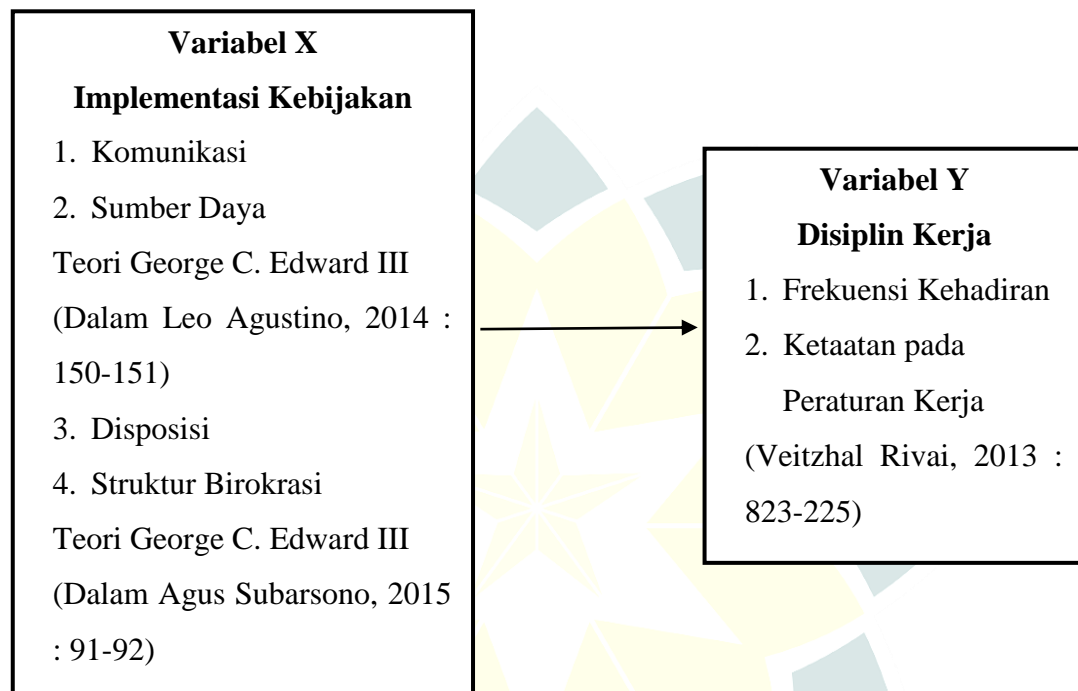 Variabel X
Implementasi Kebijakan
1. Komunikasi
2. Sumber Daya
Teori George C. Edward III
(Dalam Leo Agustino, 2014 :
150-151)
3. Disposisi
4. Struktur Birokrasi
Teori George C. Edward III
(Dalam Agus Subarsono, 2015
: 91-92)
Variabel Y
Disiplin Kerja
1. Frekuensi Kehadiran
2. Ketaatan pada
Peraturan Kerja
(Veitzhal Rivai, 2013 :
823-225)